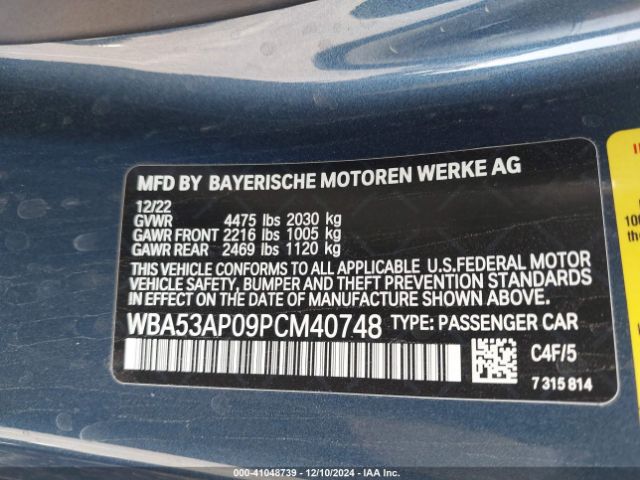 MFD BY BAYERISCHE MOTOREN WERKE AG
12/22
GVWR 4475 lbs 2030 kg
GAWR FRONT 2216 lbs 1005 kg
GAWR REAR 2469 lbs 1120 kg
THIS VEHICLE CONFORMS TO ALL APPLICABLE U.S.FEDERAL MOTOR
VEHICLE SAFETY, BUMPER AND THEFT PREVENTION STANDARDS IN
EFFECT ON THE DATE OF MANUFACTURE SHOWN ABOVE.
WBA53AP09PCM40748 TYPE: PASSENGER CAR
C4F/5
7 315 814
000-41048739 - 12/10/2024 - IAA Inc.